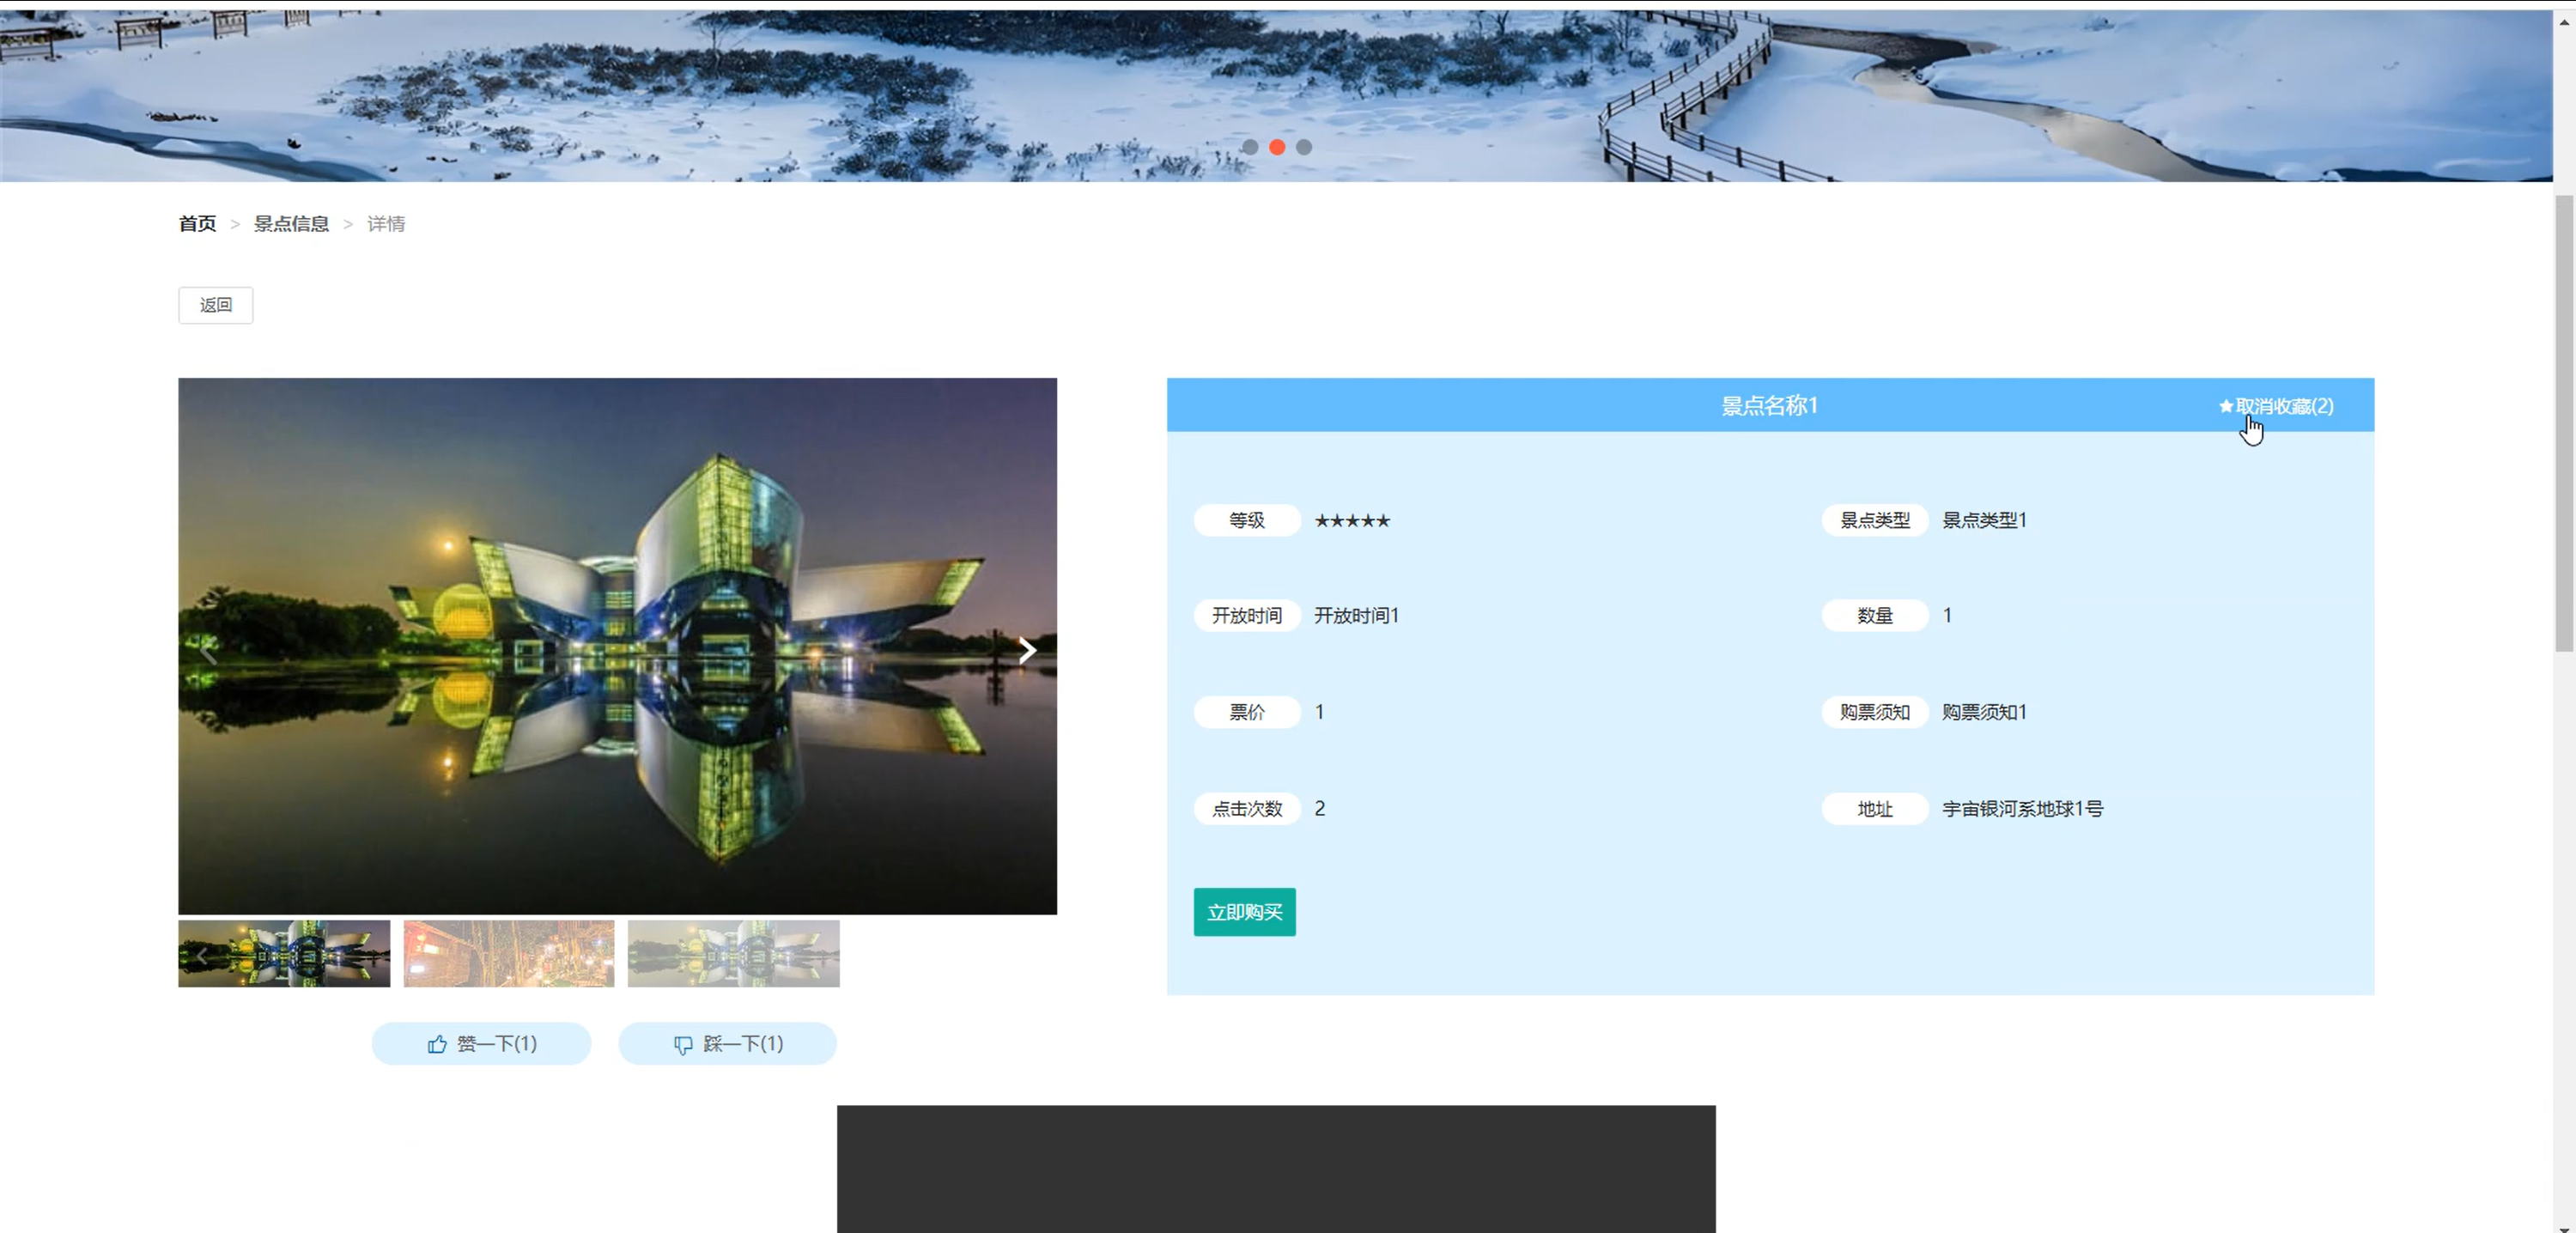 首页 > 景点信息 > 详情
返回
景点名称1
★取消收藏(2)
等级 ★★★★★
景点类型 景点类型1
开放时间 开放时间1
数量 1
票价 1
购票须知 购票须知1
点击次数 2
地址 宇宙银河系地球1号
立即购买
赞一下(1)
踩一下(1)